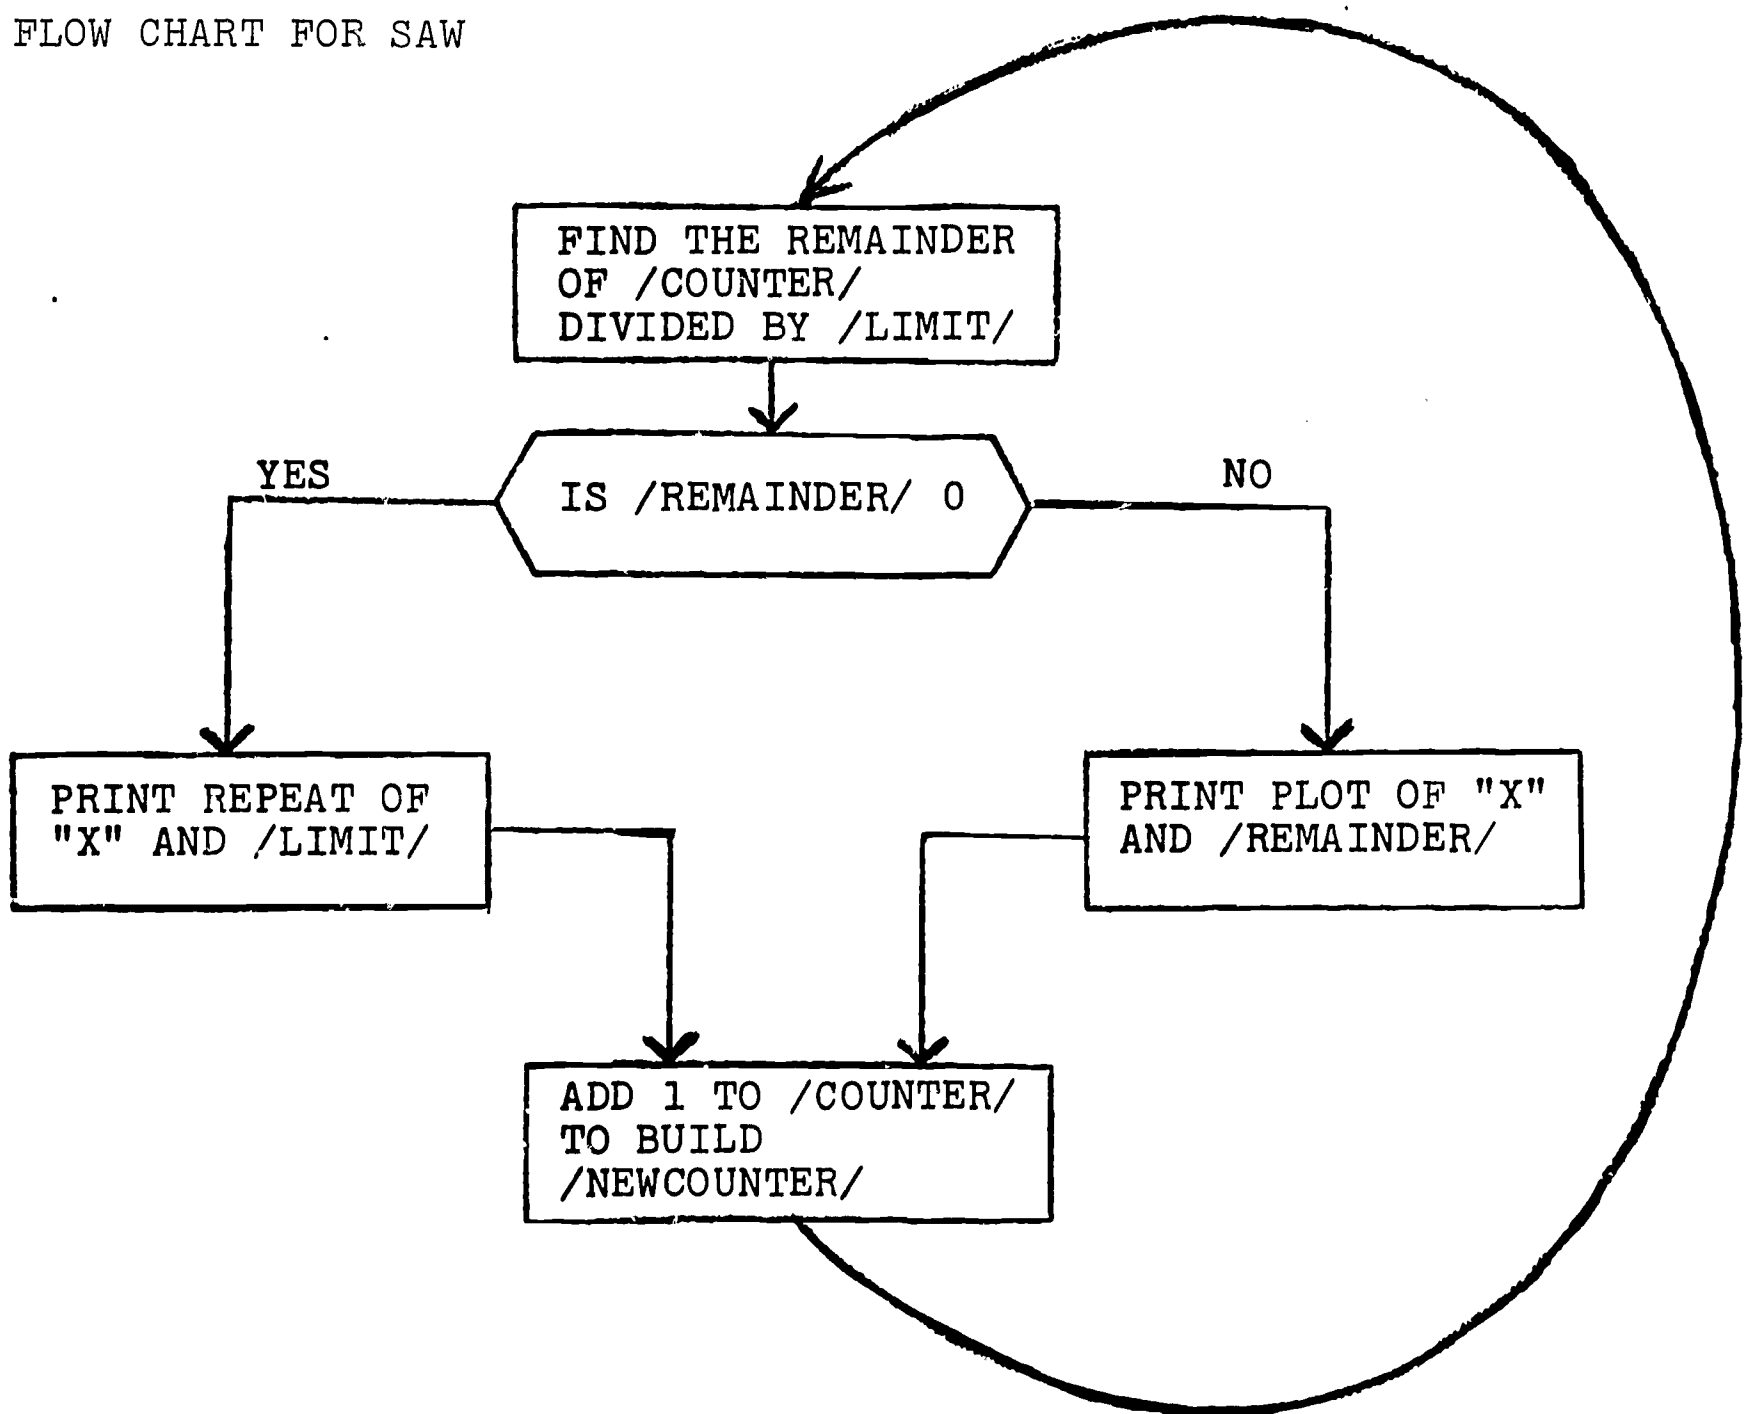 FLOW CHART FOR SAW
FIND THE REMAINDER
OF /COUNTER/
DIVIDED BY /LIMIT/
IS /REMAINDER/ 0
YES
NO
PRINT REPEAT OF
"X" AND /LIMIT/
PRINT PLOT OF "X"
AND /REMAINDER/
ADD 1 TO /COUNTER/
TO BUILD
/NEWCOUNTER/